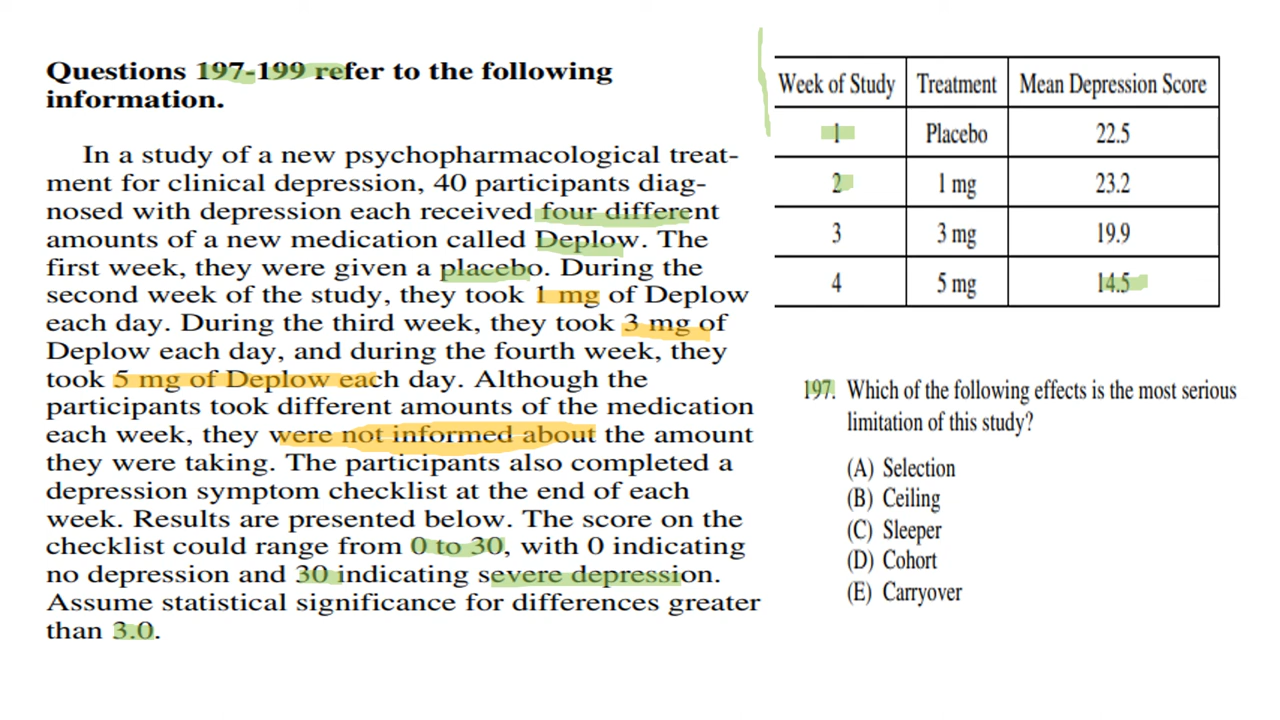 Questions 197-199 refer to the following
information.
In a study of a new psychopharmacological treat-
ment for clinical depression, 40 participants diag-
nosed with depression each received four different
amounts of a new medication called Deplow. The
first week, they were given a placebo. During the
second week of the study, they took 1 mg of Deplow
each day. During the third week, they took 3 mg of
Deplow each day, and during the fourth week, they
took 5 mg of Deplow each day. Although the
participants took different amounts of the medication
each week, they were not informed about the amount
they were taking. The participants also completed a
depression symptom checklist at the end of each
week. Results are presented below. The score on the
checklist could range from 0 to 30, with 0 indicating
no depression and 30 indicating severe depression.
Assume statistical significance for differences greater
than 3.0.
Week of Study Treatment Mean Depression Score
1 Placebo 22.5
2 1 mg 23.2
3 3 mg 19.9
4 5 mg 14.5
197. Which of the following effects is the most serious
limitation of this study?
(A) Selection
(B) Ceiling
(C) Sleeper
(D) Cohort
(E) Carryover